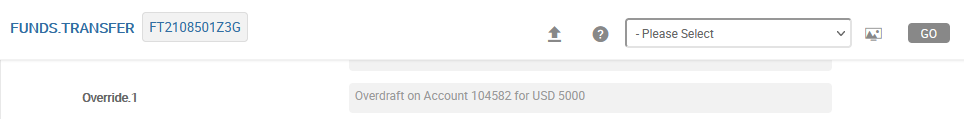 FUNDS.TRANSFER FT2108501Z3G
? - Please Select GO
Override.1 Overdraft on Account 104582 for USD 5000